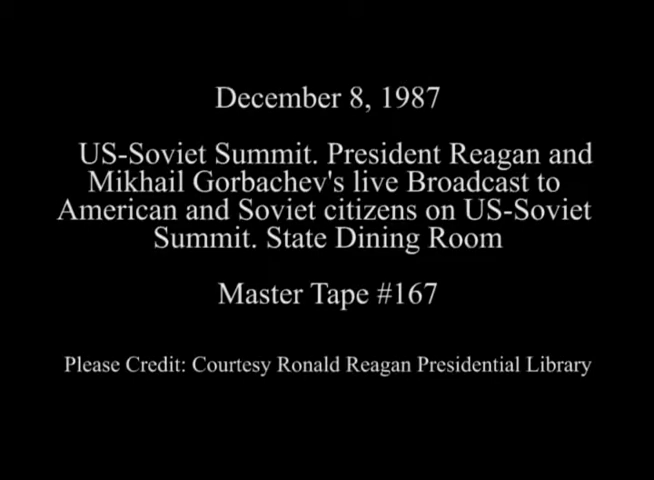 December 8, 1987
US-Soviet Summit. President Reagan and
Mikhail Gorbachev's live Broadcast to
American and Soviet citizens on US-Soviet
Summit. State Dining Room
Master Tape #167
Please Credit: Courtesy Ronald Reagan Presidential Library